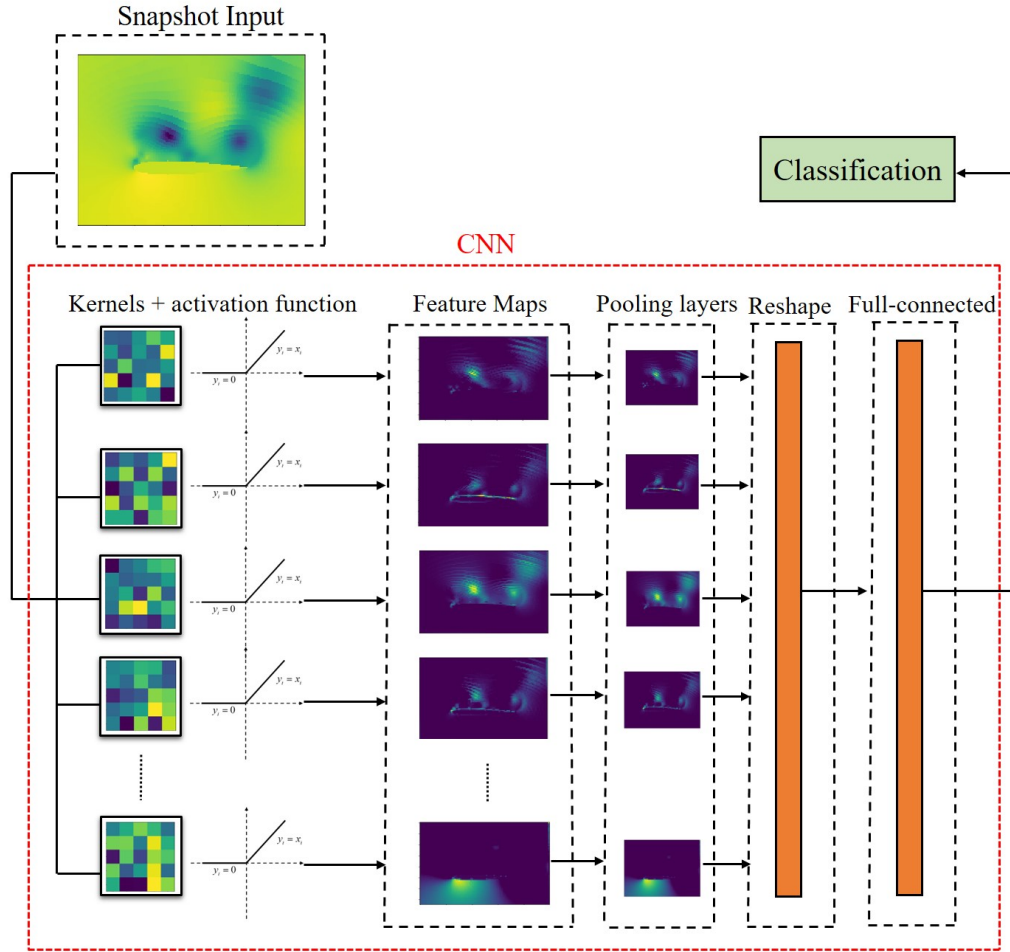 Snapshot Input
Classification
CNN
Kernels + activation function
Feature Maps
Pooling layers
Reshape
Full-connected
yᵢ = xᵢ
yᵢ = 0
yᵢ = xᵢ
yᵢ = 0
yᵢ = xᵢ
yᵢ = 0
yᵢ = xᵢ
yᵢ = 0
yᵢ = xᵢ
yᵢ = 0